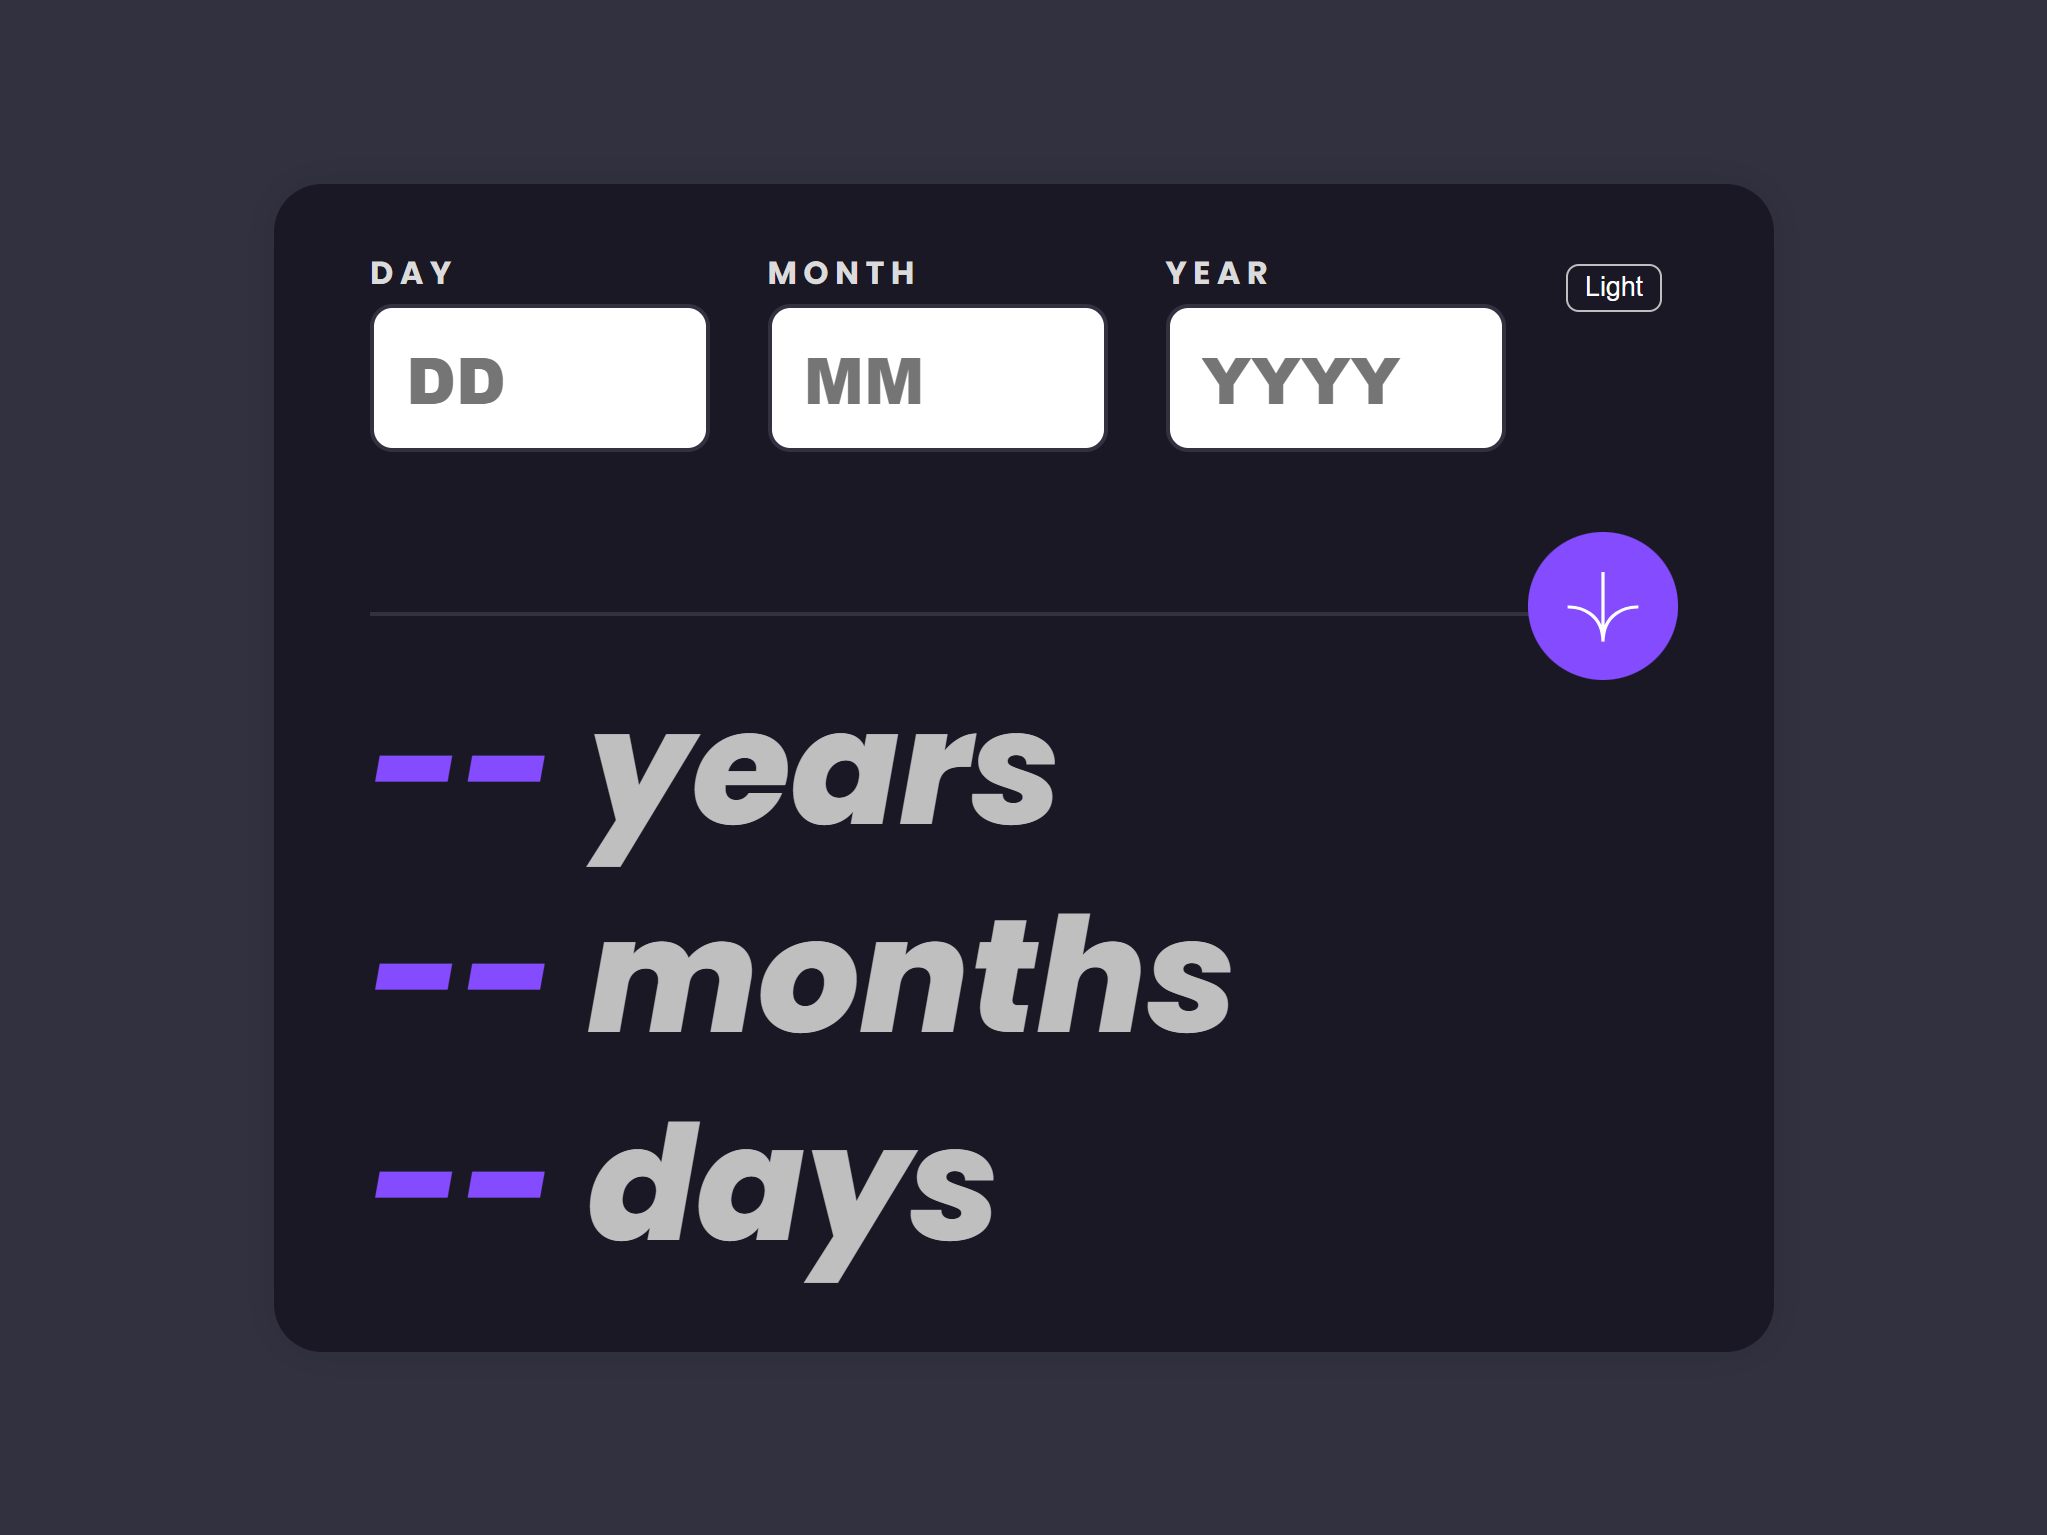 DAY MONTH YEAR Light
DD MM YYYY
-- years
-- months
-- days